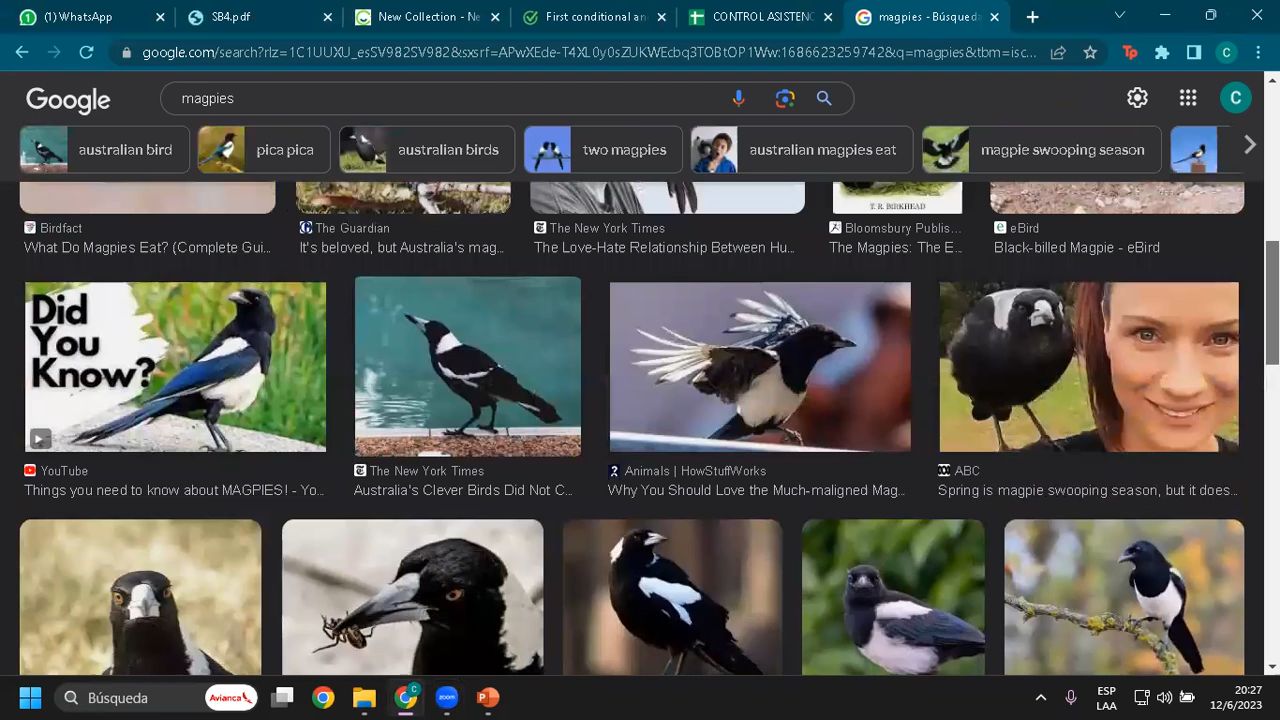 (1) WhatsApp
SB4.pdf
New Collection - Ne
First conditional an
CONTROL ASISTENC
magpies - Búsqueda
google.com/search?rlz=1C1UUXU_esSV982SV982&sxsrf=APwXEde-T4XL0y0sZUKWEcbq3TOBtOP1Ww:1686623259742&q=magpies&tbm=isc...
C
Google
magpies
C
australian bird
pica pica
australian birds
two magpies
australian magpies eat
magpie swooping season
T. R. BIRKHEAD
Birdfact
The Guardian
The New York Times
Bloomsbury Publis...
eBird
What Do Magpies Eat? (Complete Gui...
It's beloved, but Australia's mag...
The Love-Hate Relationship Between Hu...
The Magpies: The E...
Black-billed Magpie - eBird
Did
You
Know?
YouTube
The New York Times
Animals | HowStuffWorks
ABC
Things you need to know about MAGPIES! - Yo...
Australia's Clever Birds Did Not C...
Why You Should Love the Much-maligned Mag...
Spring is magpie swooping season, but it does...
Búsqueda
Avianca
C
zoom
ESP
LAA
20:27
12/6/2023